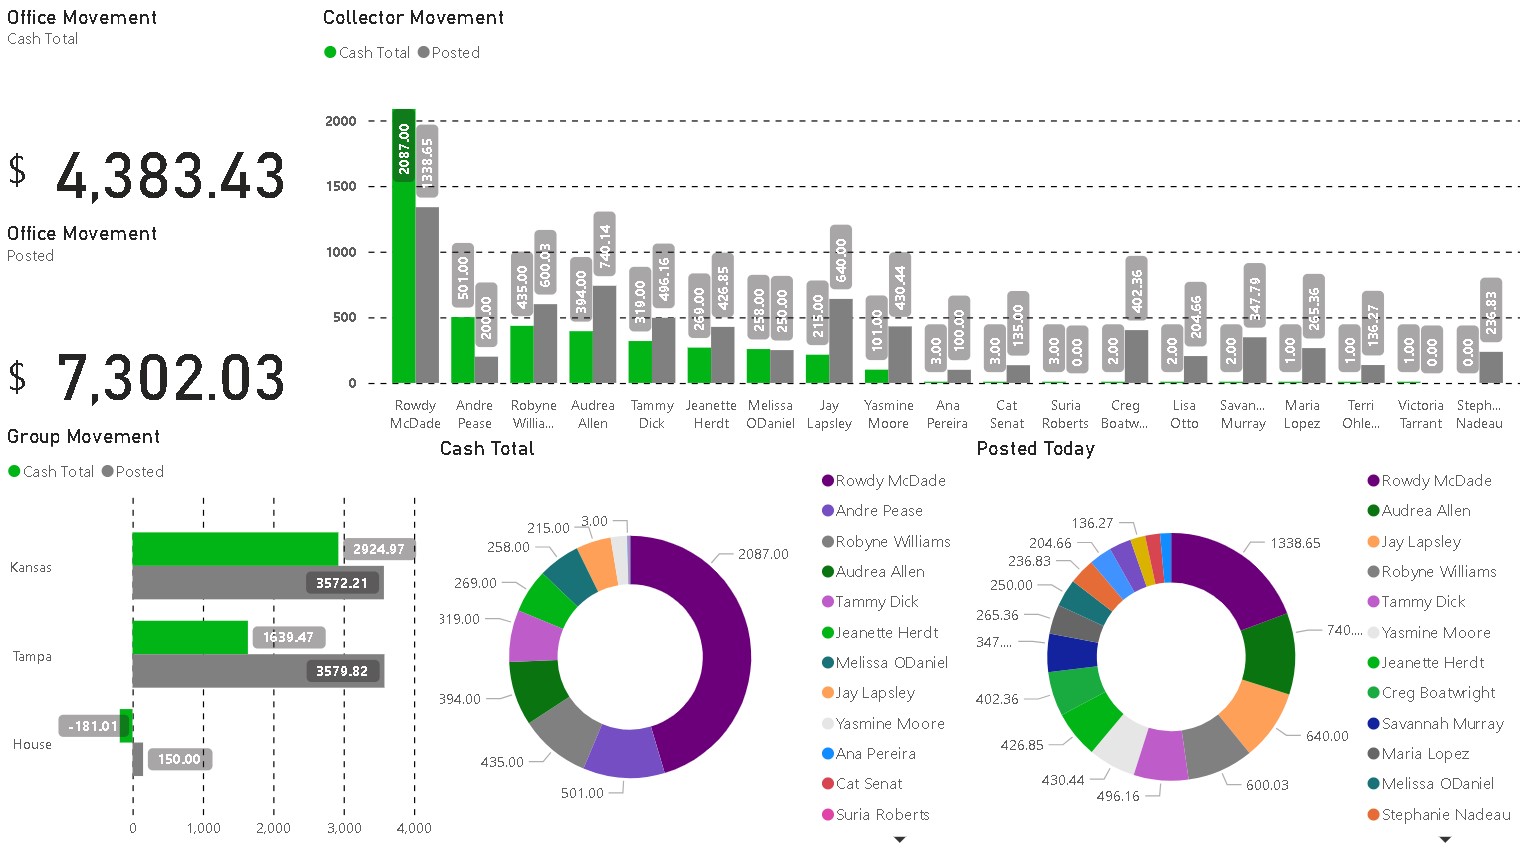 Office Movement
Cash Total
$ 4,383.43
Office Movement
Posted
$ 7,302.03
Collector Movement
Cash Total Posted
2000
1500
1000
500
0
2087.00 1338.65 501.00 200.00 435.00 600.03 394.00 740.14 319.00 496.16 269.00 426.85 258.00 250.00 215.00 640.00 101.00 430.44 3.00 100.00 3.00 135.00 3.00 0.00 2.00 402.36 2.00 204.66 2.00 347.79 1.00 265.36 1.00 136.27 1.00 0.00 0.00 236.83
Rowdy McDade
Andre Pease
Robyne Willia...
Audrea Allen
Tammy Dick
Jeanette Herdt
Melissa ODaniel
Jay Lapsley
Yasmine Moore
Ana Pereira
Cat Senat
Suria Roberts
Creg Boatw...
Lisa Otto
Savan... Murray
Maria Lopez
Terri Ohle...
Victoria Tarrant
Steph... Nadeau
Group Movement
Cash Total Posted
Kansas
2924.97
3572.21
Tampa
1639.47
3579.82
House
-181.01
150.00
0 1,000 2,000 3,000 4,000
Cash Total
2087.00
501.00
435.00
394.00
319.00
269.00
258.00
215.00
3.00
Rowdy McDade
Andre Pease
Robyne Williams
Audrea Allen
Tammy Dick
Jeanette Herdt
Melissa ODaniel
Jay Lapsley
Yasmine Moore
Ana Pereira
Cat Senat
Suria Roberts
Posted Today
1338.65
740....
640.00
600.03
496.16
430.44
426.85
402.36
347....
265.36
250.00
236.83
204.66
136.27
Rowdy McDade
Audrea Allen
Jay Lapsley
Robyne Williams
Tammy Dick
Yasmine Moore
Jeanette Herdt
Creg Boatwright
Savannah Murray
Maria Lopez
Melissa ODaniel
Stephanie Nadeau